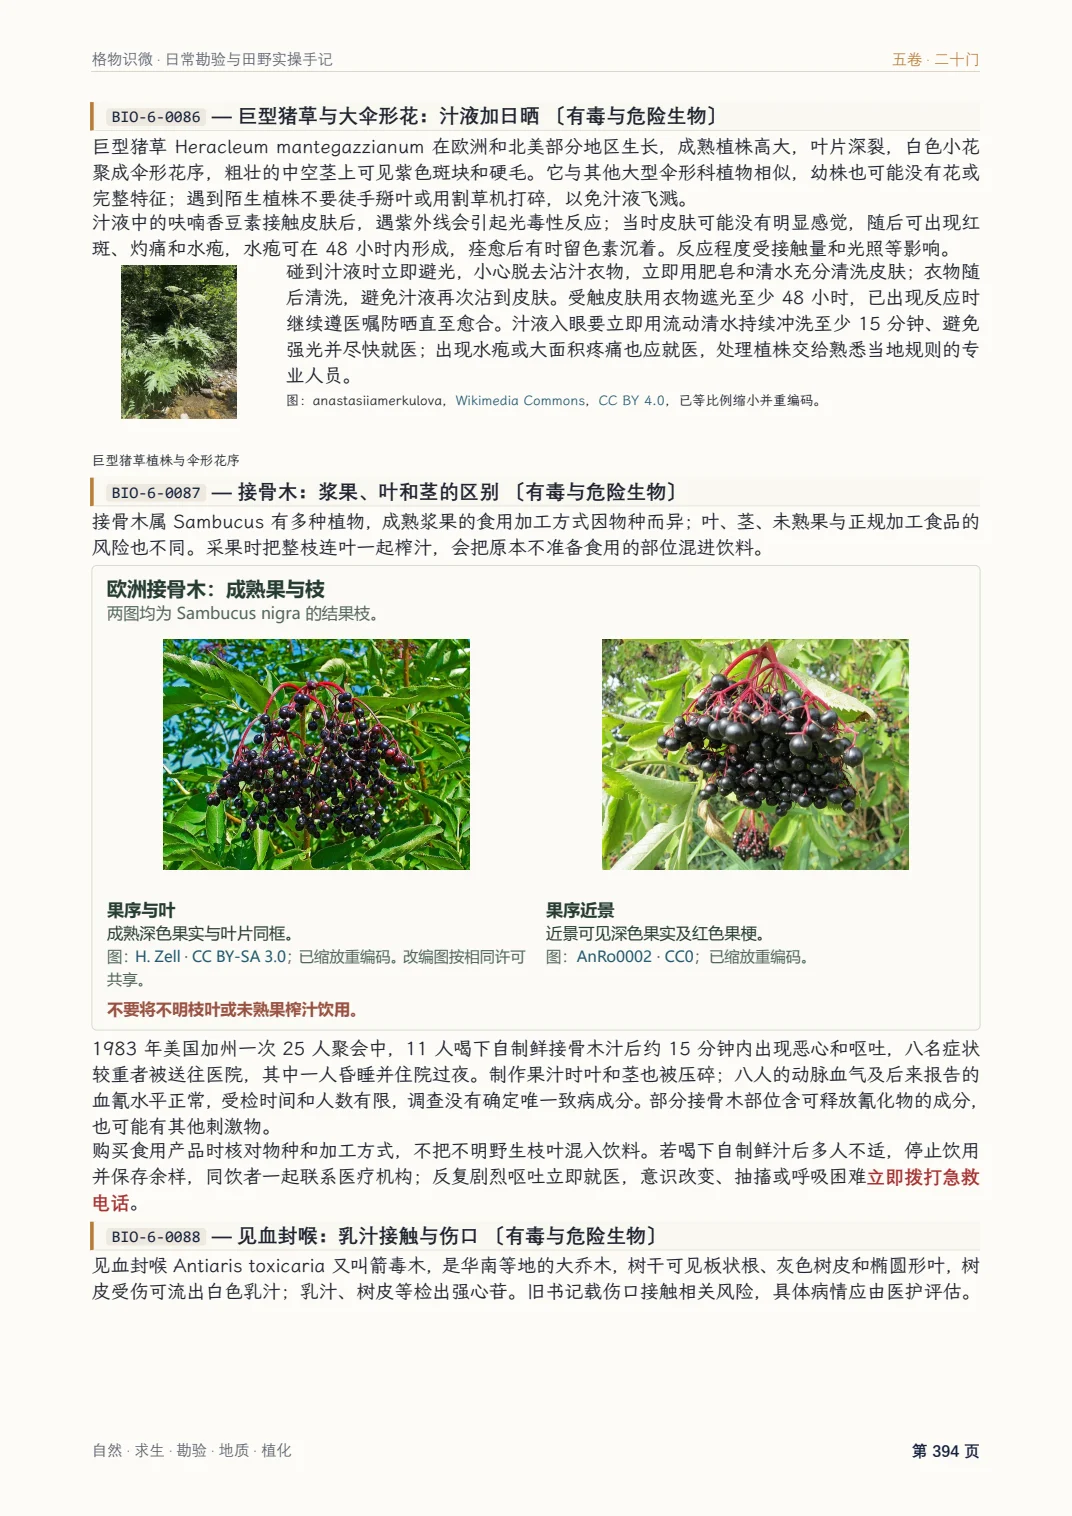 格物识微 · 日常勘验与田野实操手记
五卷 · 二十门
BIO-6-0086 — 巨型猪草与大伞形花：汁液加日晒 〔有毒与危险生物〕
巨型猪草 Heracleum mantegazzianum 在欧洲和北美部分地区生长，成熟植株高大，叶片深裂，白色小花
聚成伞形花序，粗壮的中空茎上可见紫色斑块和硬毛。它与其他大型伞形科植物相似，幼株也可能没有花或
完整特征；遇到陌生植株不要徒手掰叶或用割草机打碎，以免汁液飞溅。
汁液中的呋喃香豆素接触皮肤后，遇紫外线会引起光毒性反应；当时皮肤可能没有明显感觉，随后可出现红
斑、灼痛和水疱，水疱可在 48 小时内形成，痊愈后有时留色素沉着。反应程度受接触量和光照等影响。
碰到汁液时立即避光，小心脱去沾汁衣物，立即用肥皂和清水充分清洗皮肤；衣物随
后清洗，避免汁液再次沾到皮肤。受触皮肤用衣物遮光至少 48 小时，已出现反应时
继续遵医嘱防晒直至愈合。汁液入眼要立即用流动清水持续冲洗至少 15 分钟、避免
强光并尽快就医；出现水疱或大面积疼痛也应就医，处理植株交给熟悉当地规则的专
业人员。
图：anastasiiamerkulova，Wikimedia Commons，CC BY 4.0，已等比例缩小并重编码。
巨型猪草植株与伞形花序
BIO-6-0087 — 接骨木：浆果、叶和茎的区别 〔有毒与危险生物〕
接骨木属 Sambucus 有多种植物，成熟浆果的食用加工方式因物种而异；叶、茎、未熟果与正规加工食品的
风险也不同。采果时把整枝连叶一起榨汁，会把原本不准备食用的部位混进饮料。
欧洲接骨木：成熟果与枝
两图均为 Sambucus nigra 的结果枝。
果序与叶
成熟深色果实与叶片同框。
图：H. Zell · CC BY-SA 3.0；已缩放重编码。改编图按相同许可
共享。
果序近景
近景可见深色果实及红色果梗。
图：AnRo0002 · CC0；已缩放重编码。
不要将不明枝叶或未熟果榨汁饮用。
1983 年美国加州一次 25 人聚会中，11 人喝下自制鲜接骨木汁后约 15 分钟内出现恶心和呕吐，八名症状
较重者被送往医院，其中一人昏睡并住院过夜。制作果汁时叶和茎也被压碎；八人的动脉血气及后来报告的
血氰水平正常，受检时间和人数有限，调查没有确定唯一致病成分。部分接骨木部位含可释放氰化物的成分，
也可能有其他刺激物。
购买食用产品时核对物种和加工方式，不把不明野生枝叶混入饮料。若喝下自制鲜汁后多人不适，停止饮用
并保存余样，同饮者一起联系医疗机构；反复剧烈呕吐立即就医，意识改变、抽搐或呼吸困难立即拨打急救
电话。
BIO-6-0088 — 见血封喉：乳汁接触与伤口 〔有毒与危险生物〕
见血封喉 Antiaris toxicaria 又叫箭毒木，是华南等地的大乔木，树干可见板状根、灰色树皮和椭圆形叶，树
皮受伤可流出白色乳汁；乳汁、树皮等检出强心苷。旧书记载伤口接触相关风险，具体病情应由医护评估。
自然 · 求生 · 勘验 · 地质 · 植化
第 394 页